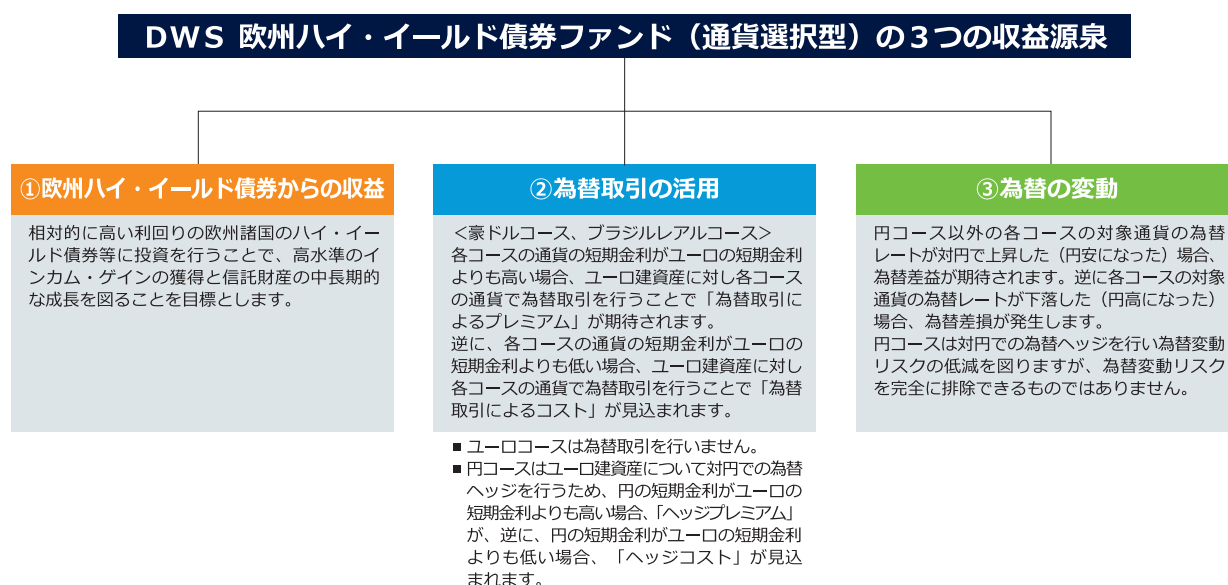 DWS 欧州ハイ・イールド債券ファンド（通貨選択型）の３つの収益源泉
①欧州ハイ・イールド債券からの収益
相対的に高い利回りの欧州諸国のハイ・イー
ルド債券等に投資を行うことで、高水準のイ
ンカム・ゲインの獲得と信託財産の中長期的
な成長を図ることを目標とします。
②為替取引の活用
＜豪ドルコース、ブラジルレアルコース＞
各コースの通貨の短期金利がユーロの短期金利
よりも高い場合、ユーロ建資産に対し各コース
の通貨で為替取引を行うことで「為替取引に
よるプレミアム」が期待されます。
逆に、各コースの通貨の短期金利がユーロの
短期金利よりも低い場合、ユーロ建資産に対し
各コースの通貨で為替取引を行うことで「為替
取引によるコスト」が見込まれます。
■ ユーロコースは為替取引を行いません。
■ 円コースはユーロ建資産について対円での為替
ヘッジを行うため、円の短期金利がユーロの
短期金利よりも高い場合、「ヘッジプレミアム」
が、逆に、円の短期金利がユーロの短期金利
よりも低い場合、「ヘッジコスト」が見込
まれます。
③為替の変動
円コース以外の各コースの対象通貨の為替
レートが対円で上昇した（円安になった）場合、
為替差益が期待されます。逆に各コースの対象
通貨の為替レートが下落した（円高になった）
場合、為替差損が発生します。
円コースは対円での為替ヘッジを行い為替変動
リスクの低減を図りますが、為替変動リスク
を完全に排除できるものではありません。